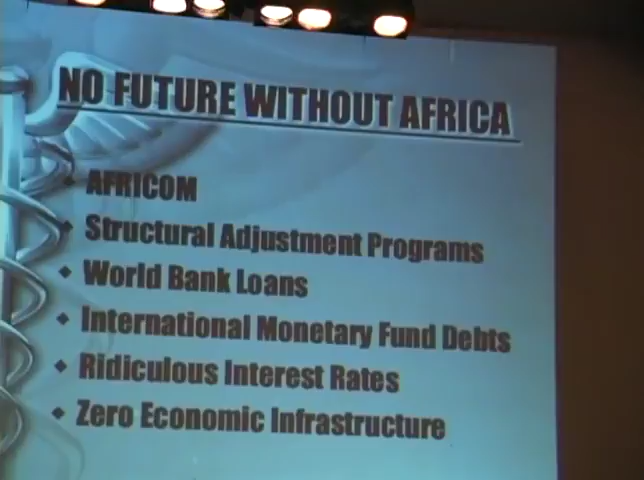 NO FUTURE WITHOUT AFRICA
AFRICOM
Structural Adjustment Programs
World Bank Loans
International Monetary Fund Debts
Ridiculous Interest Rates
Zero Economic Infrastructure